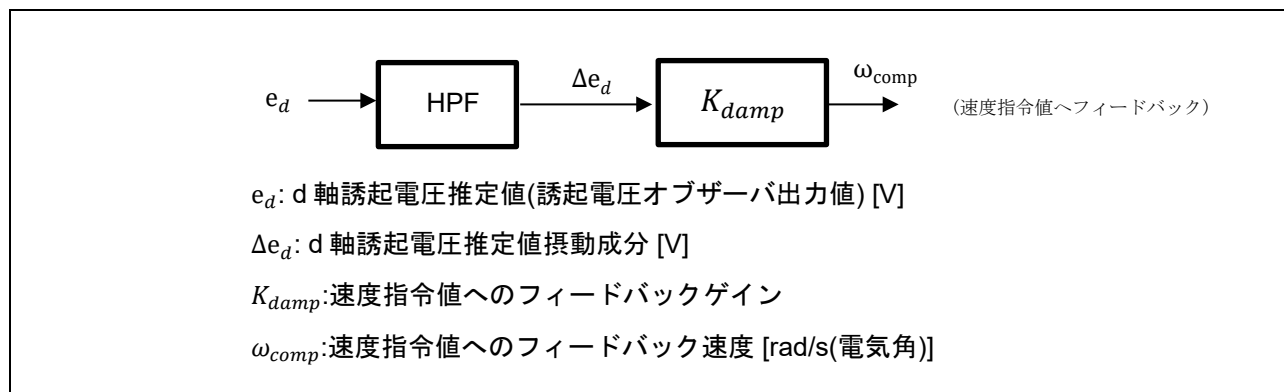 e_d HPF Δe_d K_damp ω_comp (速度指令値へフィードバック)
e_d: d 軸誘起電圧推定値(誘起電圧オブザーバ出力値) [V]
Δe_d: d 軸誘起電圧推定値摂動成分 [V]
K_damp:速度指令値へのフィードバックゲイン
ω_comp:速度指令値へのフィードバック速度 [rad/s(電気角)]